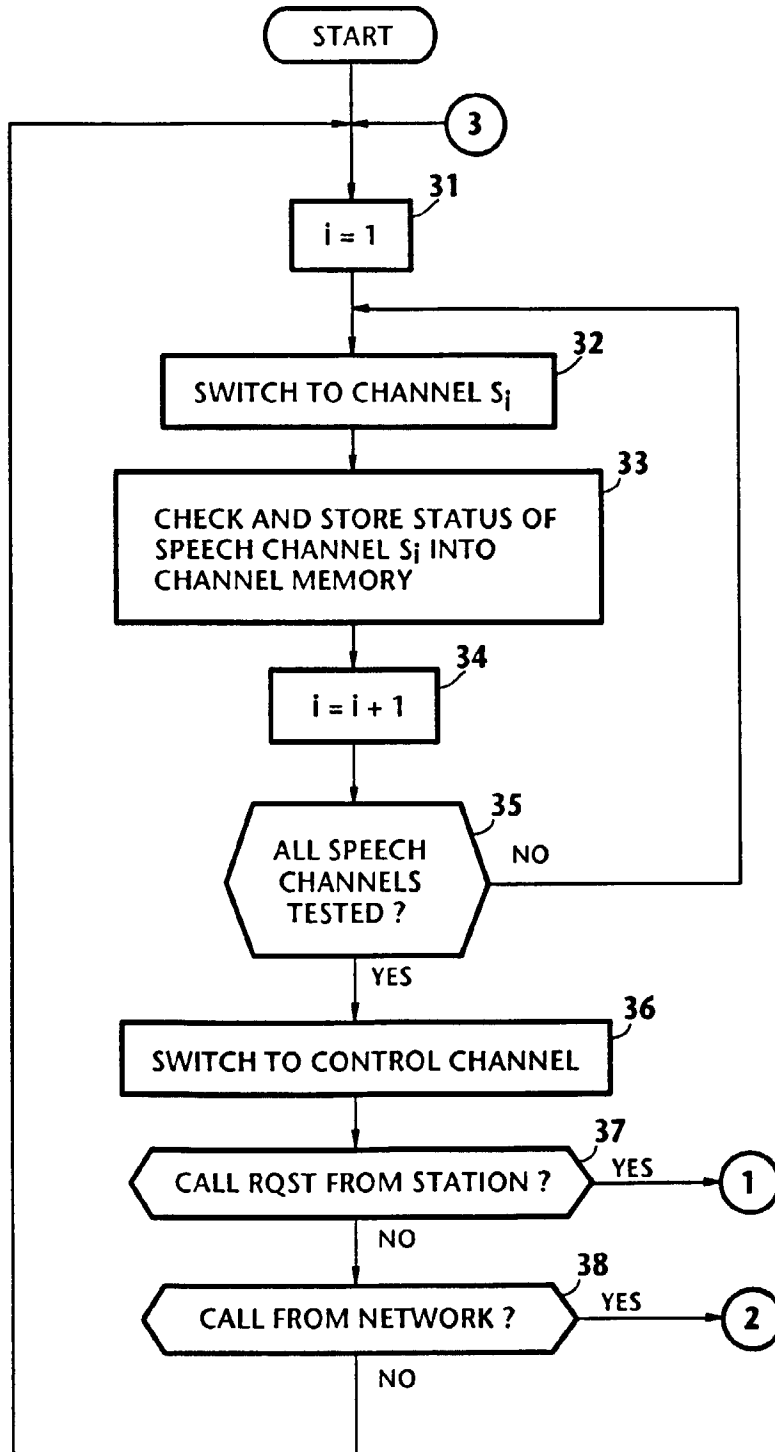 START
3
31
i = 1
32
SWITCH TO CHANNEL Si
33
CHECK AND STORE STATUS OF
SPEECH CHANNEL Si INTO
CHANNEL MEMORY
34
i = i + 1
35
ALL SPEECH
CHANNELS
TESTED ?
NO
YES
36
SWITCH TO CONTROL CHANNEL
37
CALL RQST FROM STATION ?
YES
1
NO
38
CALL FROM NETWORK ?
YES
2
NO